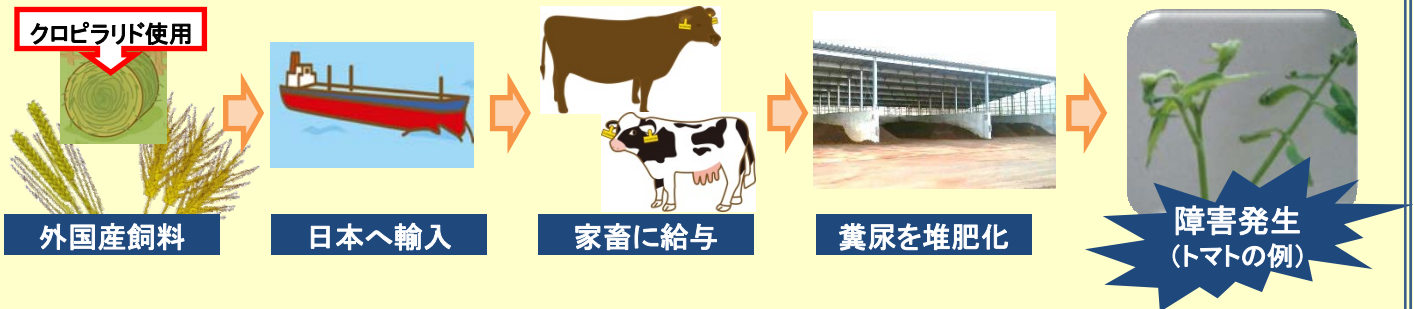 クロピラリド使用
外国産飼料
日本へ輸入
家畜に給与
糞尿を堆肥化
障害発生
（トマトの例）